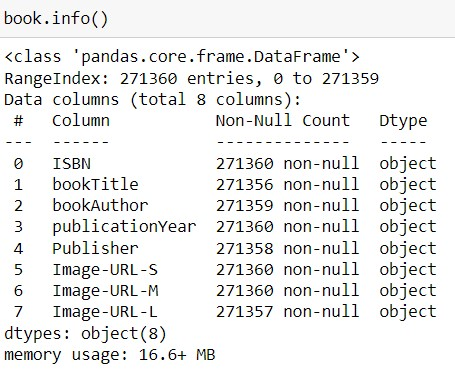 book.info()
<class 'pandas.core.frame.DataFrame'>
RangeIndex: 271360 entries, 0 to 271359
Data columns (total 8 columns):
 #   Column           Non-Null Count   Dtype
---  ------           --------------   -----
 0   ISBN             271360 non-null  object
 1   bookTitle        271356 non-null  object
 2   bookAuthor       271359 non-null  object
 3   publicationYear  271360 non-null  object
 4   Publisher        271358 non-null  object
 5   Image-URL-S      271360 non-null  object
 6   Image-URL-M      271360 non-null  object
 7   Image-URL-L      271357 non-null  object
dtypes: object(8)
memory usage: 16.6+ MB